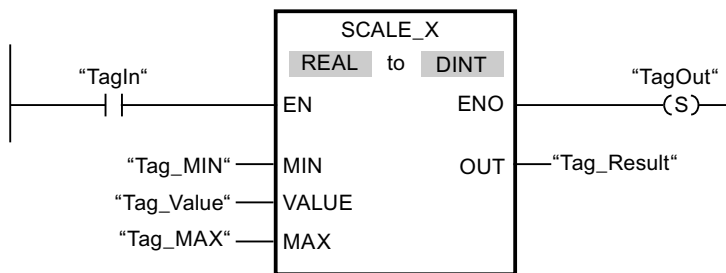 SCALE_X
REAL to DINT
“TagIn“
“TagOut“
EN
ENO
S
“Tag_MIN“
MIN
OUT
“Tag_Result“
“Tag_Value“
VALUE
“Tag_MAX“
MAX